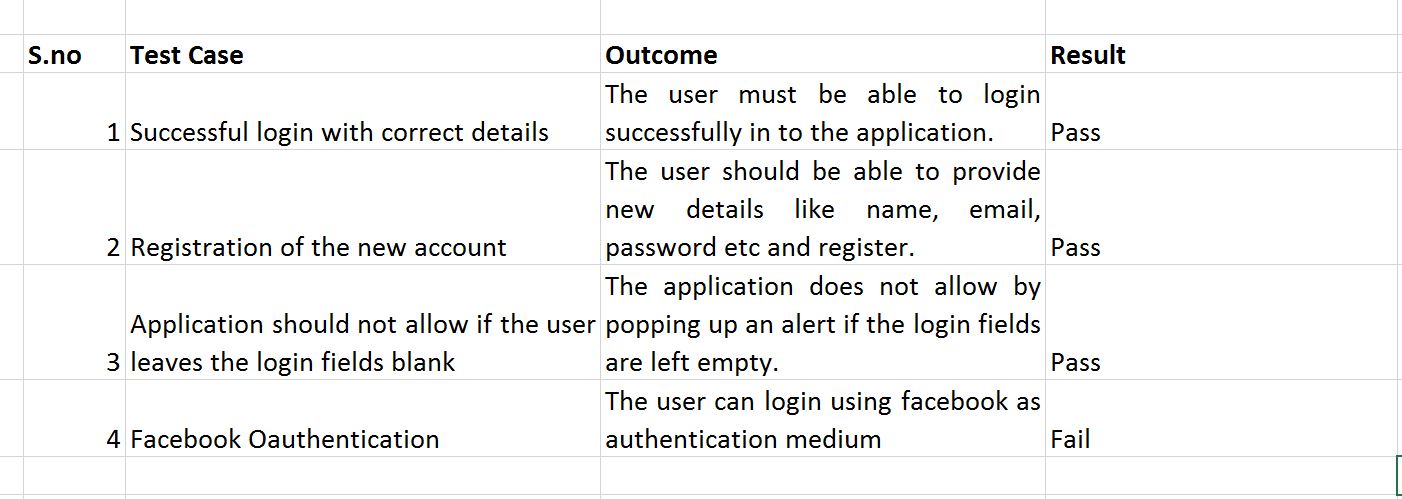 S.no Test Case Outcome Result
The user must be able to login
1 Successful login with correct details successfully in to the application. Pass
The user should be able to provide
new details like name, email,
2 Registration of the new account password etc and register. Pass
The application does not allow by
Application should not allow if the user popping up an alert if the login fields
3 leaves the login fields blank are left empty. Pass
The user can login using facebook as
4 Facebook Oauthentication authentication medium Fail